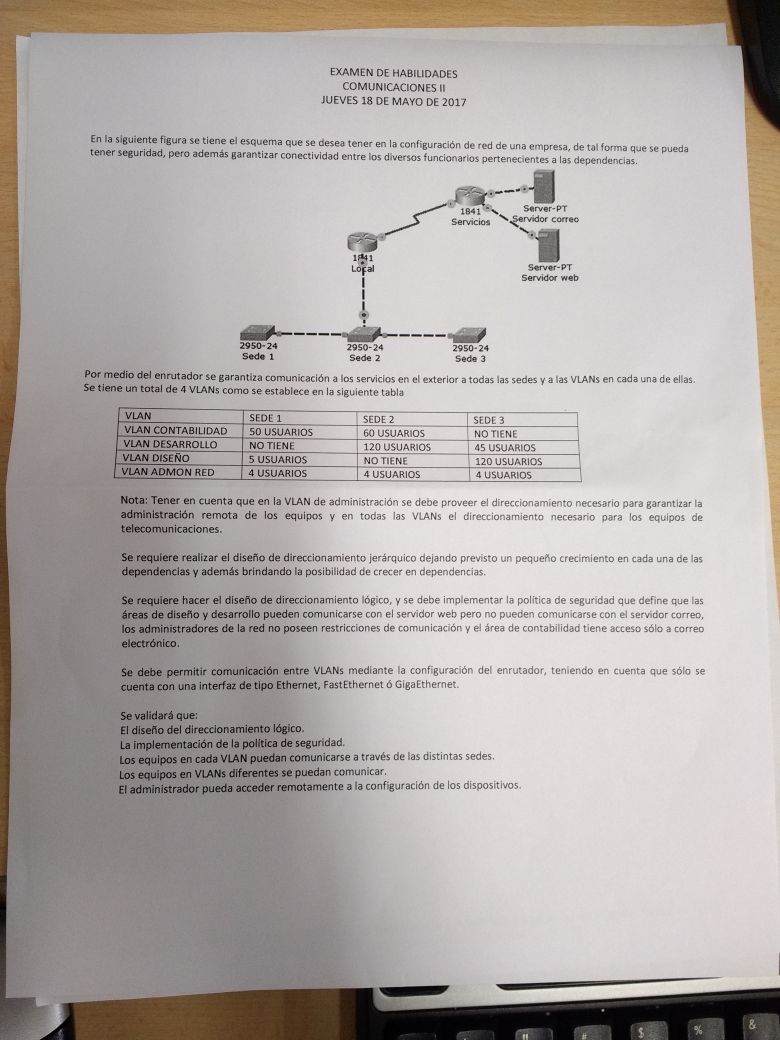 EXAMEN DE HABILIDADES
COMUNICACIONES II
JUEVES 18 DE MAYO DE 2017
En la siguiente figura se tiene el esquema que se desea tener en la configuración de red de una empresa, de tal forma que se pueda
tener seguridad, pero además garantizar conectividad entre los diversos funcionarios pertenecientes a las dependencias.
1841
Servicios
Server-PT
Servidor correo
1841
Local
Server-PT
Servidor web
2950-24
Sede 1
2950-24
Sede 2
2950-24
Sede 3
Por medio del enrutador se garantiza comunicación a los servicios en el exterior a todas las sedes y a las VLANs en cada una de ellas.
Se tiene un total de 4 VLANs como se establece en la siguiente tabla
VLAN SEDE 1 SEDE 2 SEDE 3
VLAN CONTABILIDAD 50 USUARIOS 60 USUARIOS NO TIENE
VLAN DESARROLLO NO TIENE 120 USUARIOS 45 USUARIOS
VLAN DISEÑO 5 USUARIOS NO TIENE 120 USUARIOS
VLAN ADMON RED 4 USUARIOS 4 USUARIOS 4 USUARIOS
Nota: Tener en cuenta que en la VLAN de administración se debe proveer el direccionamiento necesario para garantizar la
administración remota de los equipos y en todas las VLANs el direccionamiento necesario para los equipos de
telecomunicaciones.
Se requiere realizar el diseño de direccionamiento jerárquico dejando previsto un pequeño crecimiento en cada una de las
dependencias y además brindando la posibilidad de crecer en dependencias.
Se requiere hacer el diseño de direccionamiento lógico, y se debe implementar la política de seguridad que define que las
áreas de diseño y desarrollo pueden comunicarse con el servidor web pero no pueden comunicarse con el servidor correo,
los administradores de la red no poseen restricciones de comunicación y el área de contabilidad tiene acceso sólo a correo
electrónico.
Se debe permitir comunicación entre VLANs mediante la configuración del enrutador, teniendo en cuenta que sólo se
cuenta con una interfaz de tipo Ethernet, FastEthernet ó GigaEthernet.
Se validará que:
El diseño del direccionamiento lógico.
La implementación de la política de seguridad.
Los equipos en cada VLAN puedan comunicarse a través de las distintas sedes.
Los equipos en VLANs diferentes se puedan comunicar.
El administrador pueda acceder remotamente a la configuración de los dispositivos.
" # $ % &